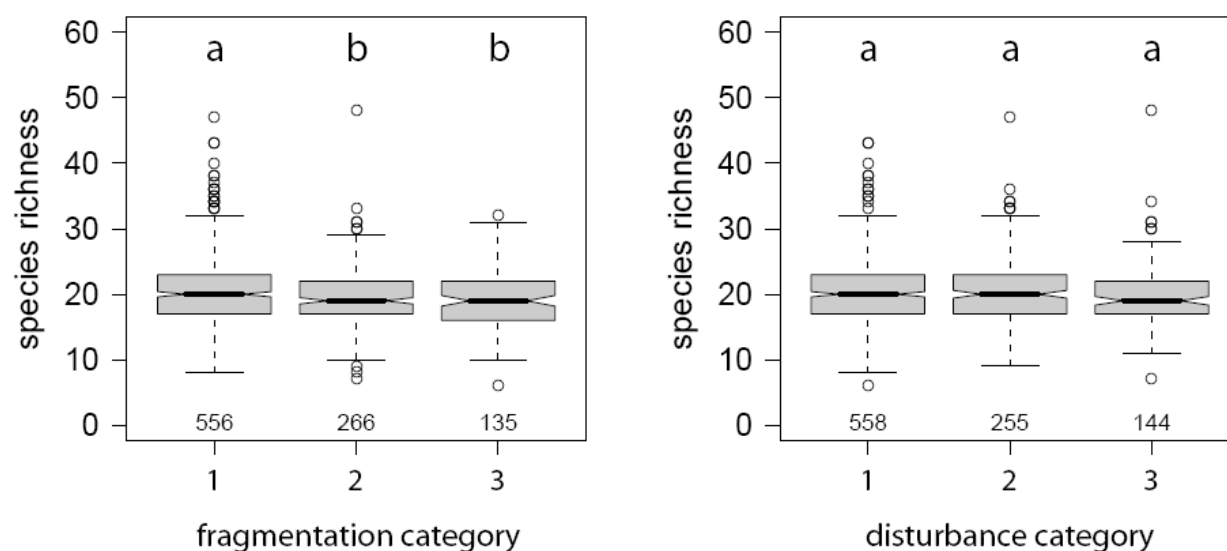 60
50
40
30
20
10
0
species richness
a b b
556 266 135
1 2 3
fragmentation category
60
50
40
30
20
10
0
species richness
a a a
558 255 144
1 2 3
disturbance category